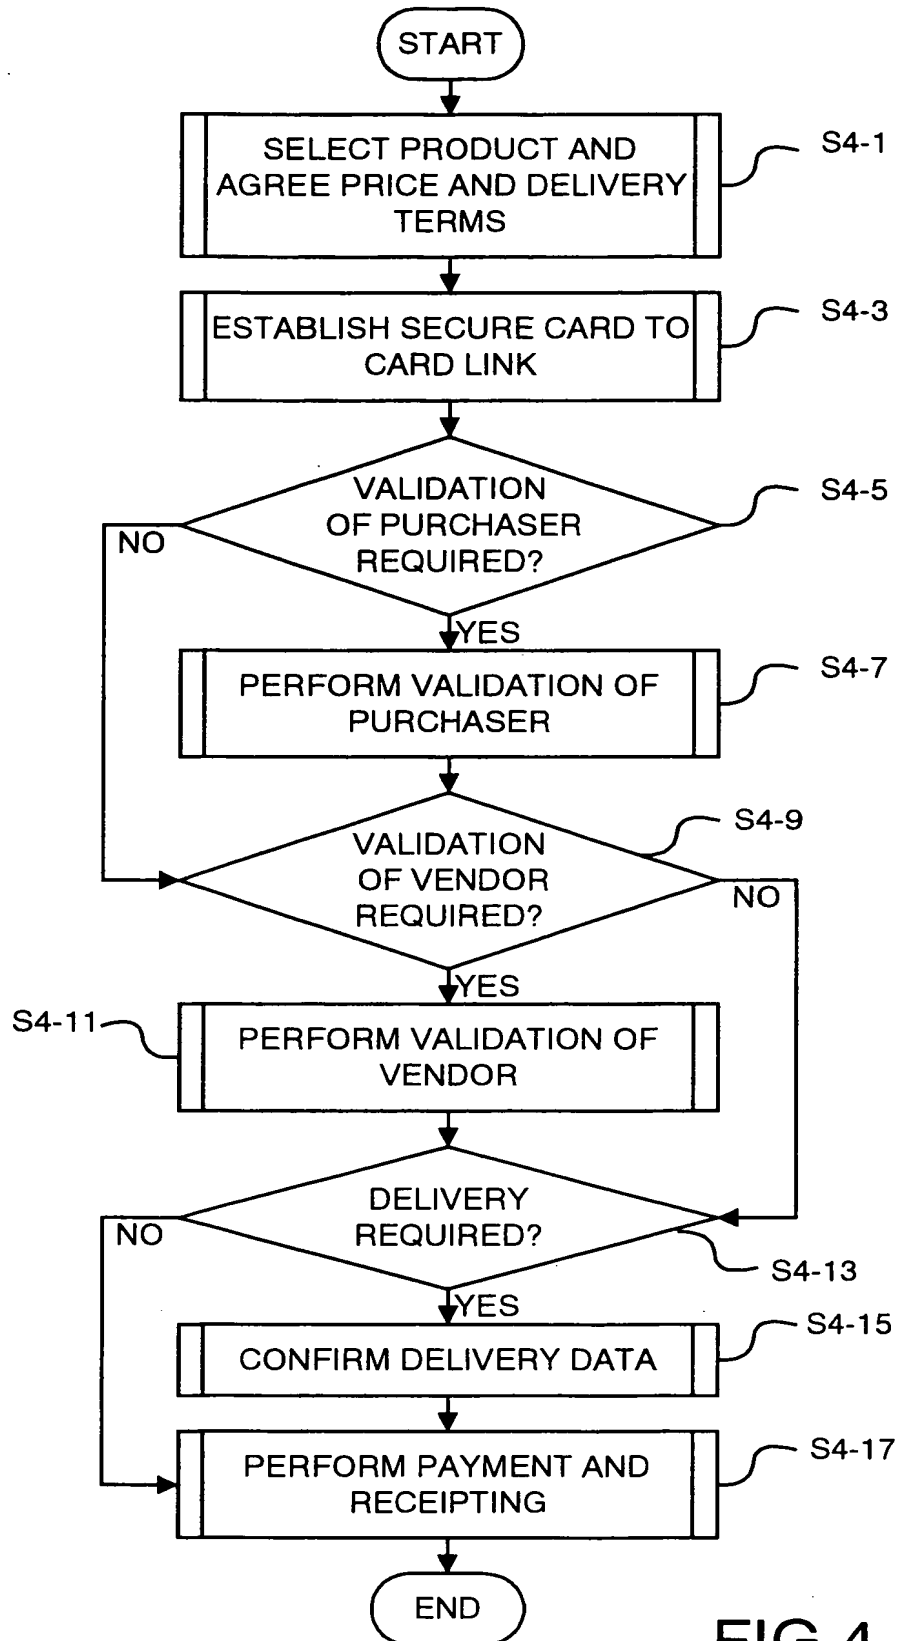 START
SELECT PRODUCT AND
AGREE PRICE AND DELIVERY
TERMS
S4-1
ESTABLISH SECURE CARD TO
CARD LINK
S4-3
VALIDATION
OF PURCHASER
REQUIRED?
S4-5
NO
YES
PERFORM VALIDATION OF
PURCHASER
S4-7
VALIDATION
OF VENDOR
REQUIRED?
S4-9
NO
YES
S4-11
PERFORM VALIDATION OF
VENDOR
DELIVERY
REQUIRED?
NO
S4-13
YES
CONFIRM DELIVERY DATA
S4-15
PERFORM PAYMENT AND
RECEIPTING
S4-17
END
FIG 4